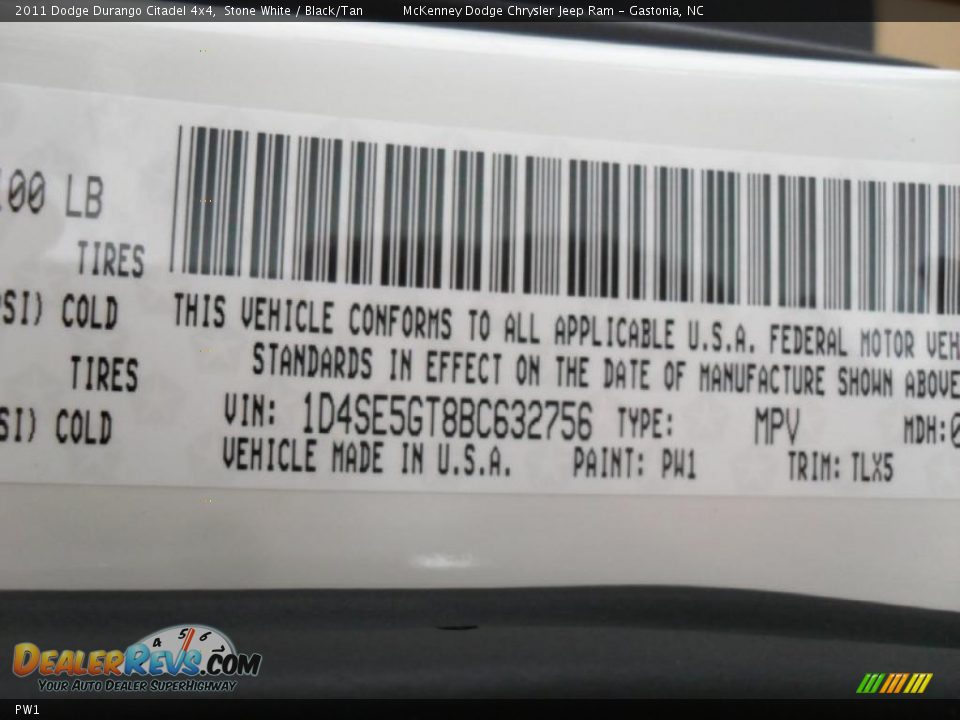 2011 Dodge Durango Citadel 4x4, Stone White / Black/Tan McKenney Dodge Chrysler Jeep Ram - Gastonia, NC
00 LB
TIRES
SI) COLD
THIS VEHICLE CONFORMS TO ALL APPLICABLE U.S.A. FEDERAL MOTOR VEH
STANDARDS IN EFFECT ON THE DATE OF MANUFACTURE SHOWN ABOVE
TIRES
SI) COLD
VIN: 1D4SE5GT8BC632756 TYPE: MPV MDH:0
VEHICLE MADE IN U.S.A. PAINT: PW1 TRIM: TLX5
4 5 6
DEALERREVS.COM
YOUR AUTO DEALER SUPERHIGHWAY
PW1